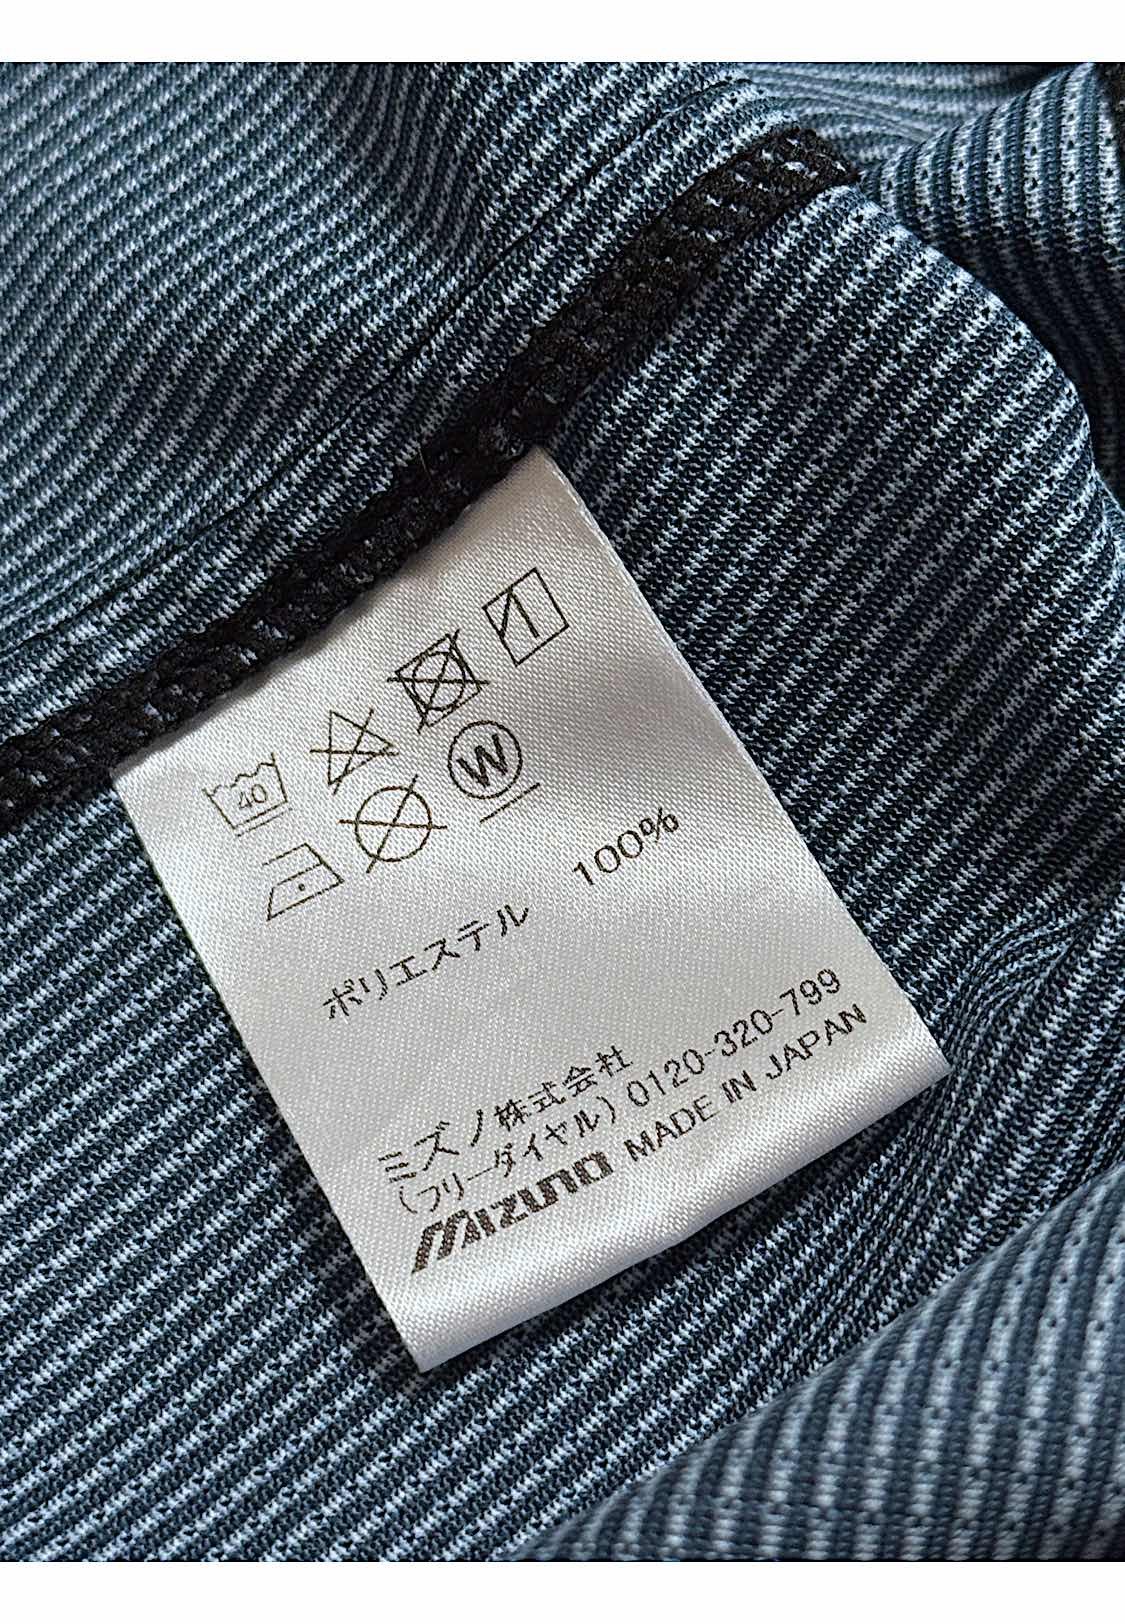 40
W
ポリエステル 100%
ミズノ株式会社
(フリーダイヤル) 0120-320-799
MIZUNO MADE IN JAPAN